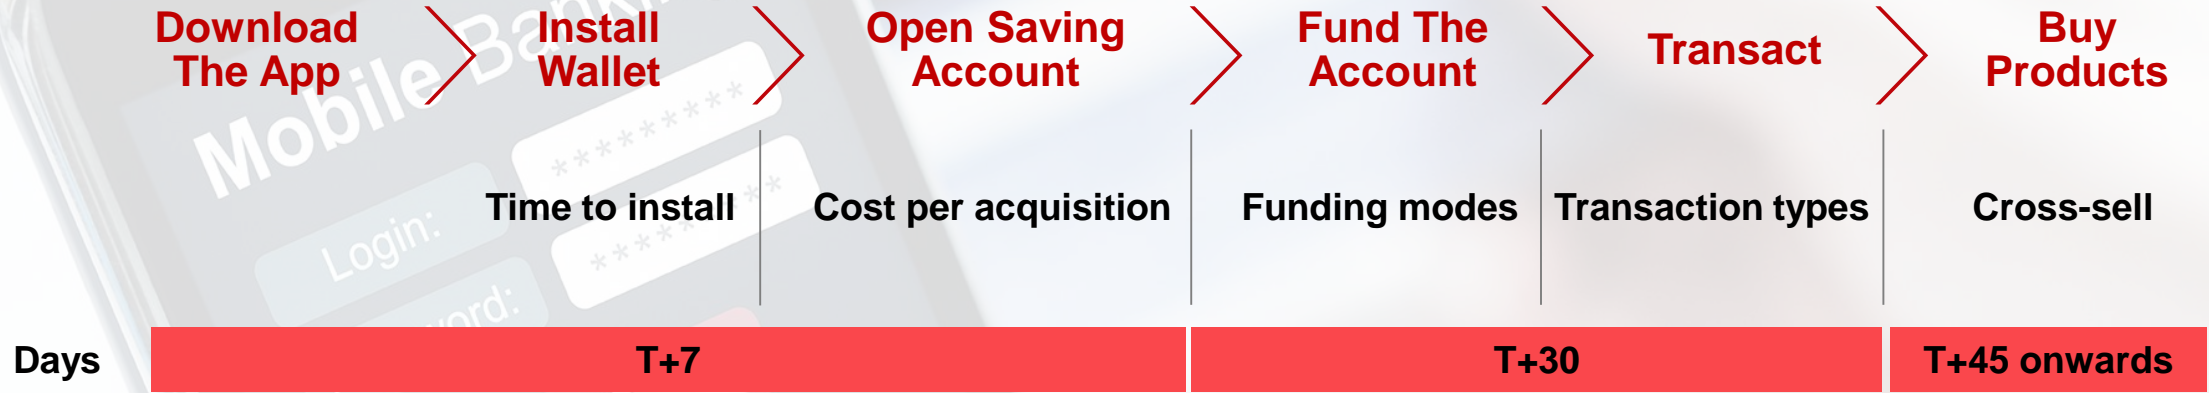 Download
The App
Install
Wallet
Open Saving
Account
Fund The
Account
Transact
Buy
Products
Mobile
*********
Login:
Time to install
Cost per acquisition
Funding modes
Transaction types
Cross-sell
Days
T+7
T+30
T+45 onwards